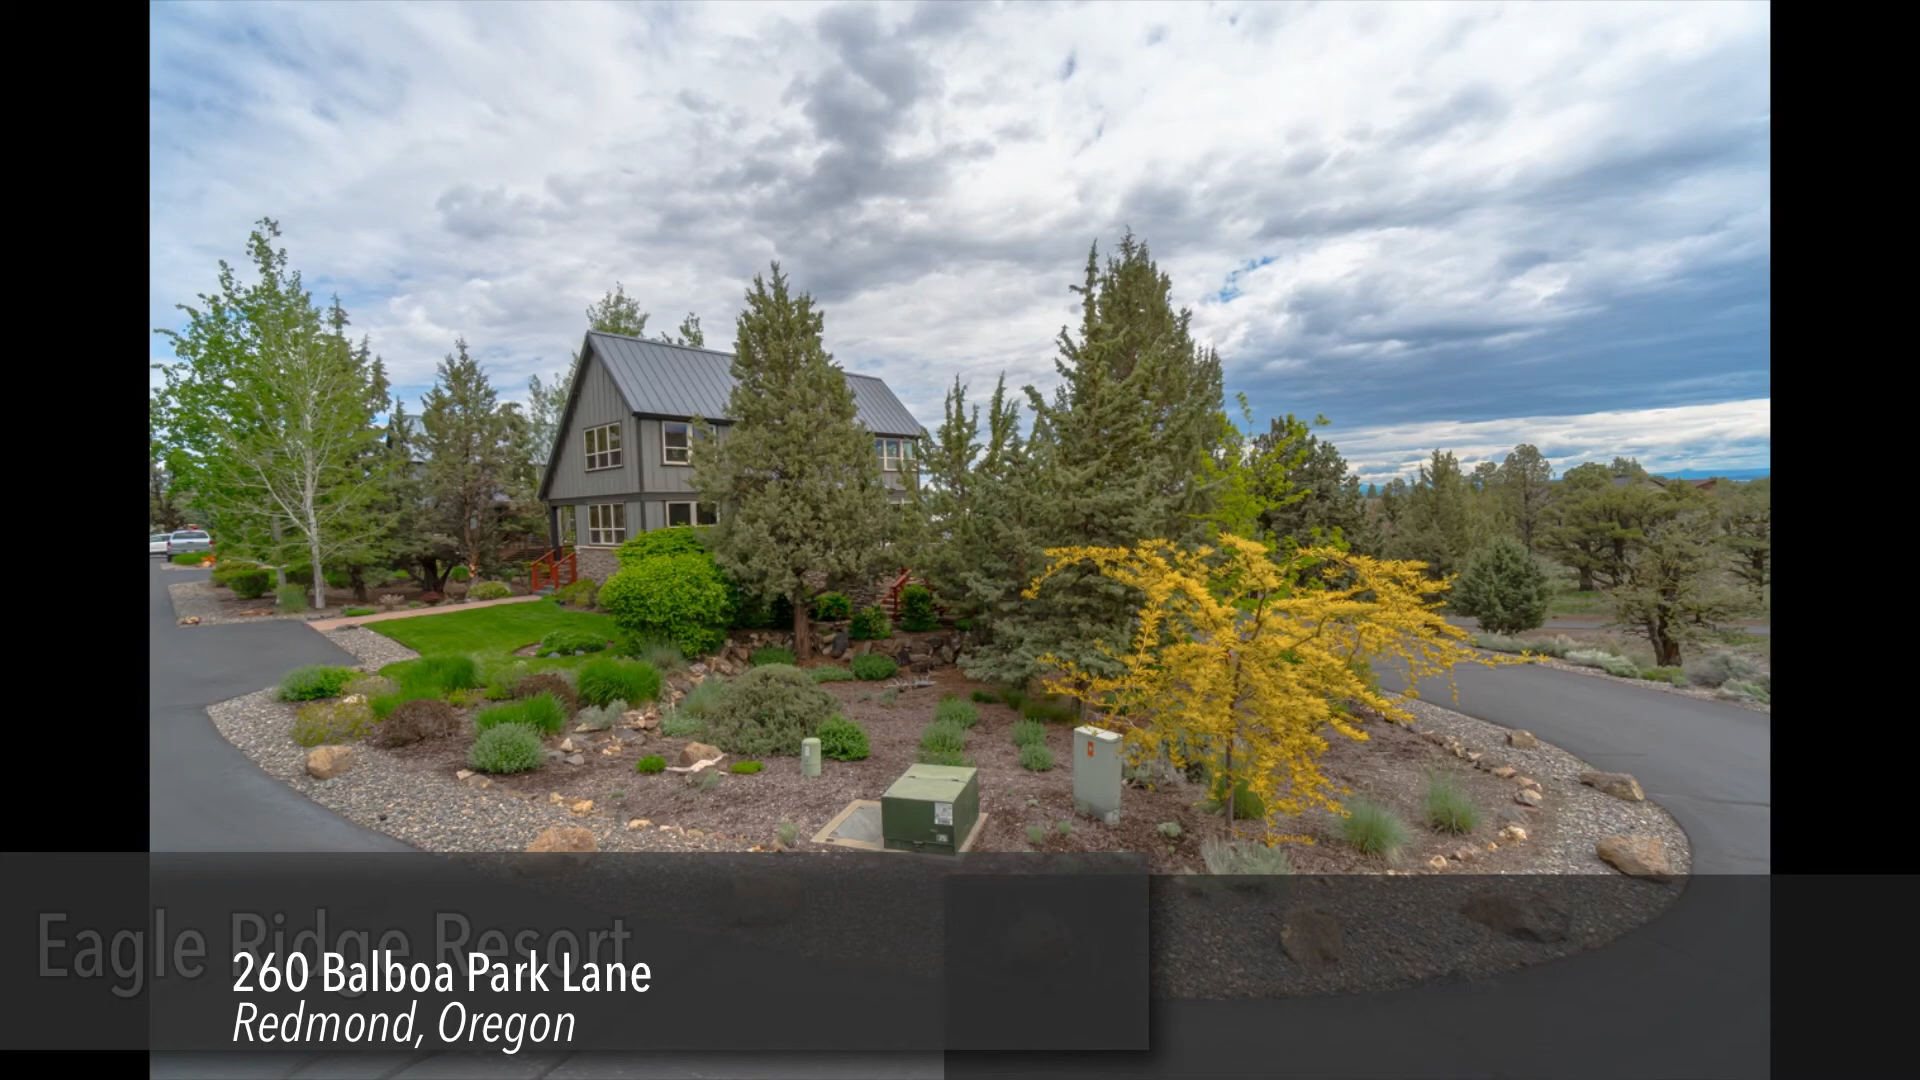 Eagle Ridge Resort
260 Balboa Park Lane
Redmond, Oregon